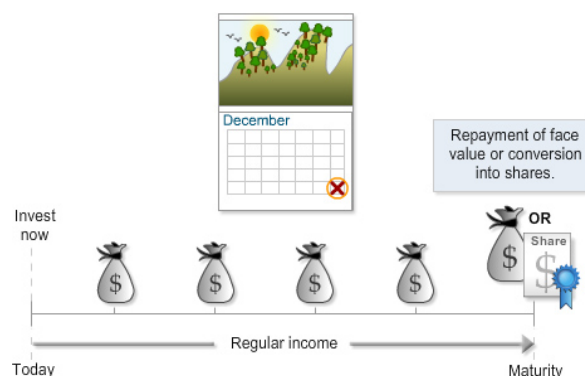 December
Repayment of face
value or conversion
into shares.
Invest
now
OR
Share
$
$
$
$
$
$
Regular income
Today
Maturity